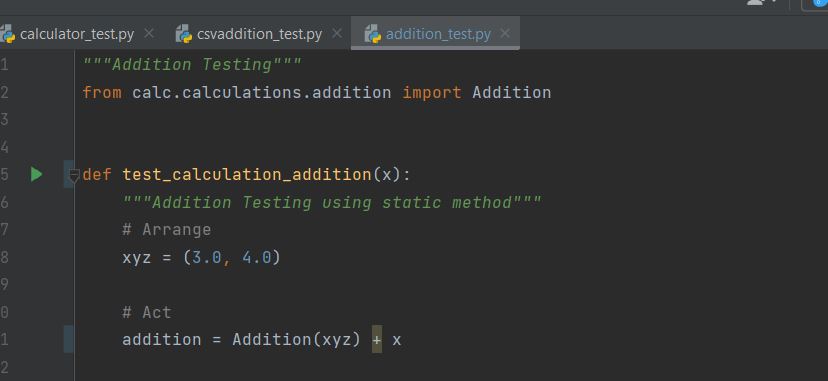 calculator_test.py csvaddition_test.py addition_test.py
1 """Addition Testing"""
2 from calc.calculations.addition import Addition
3
4
5 def test_calculation_addition(x):
6 """Addition Testing using static method"""
7 # Arrange
8 xyz = (3.0, 4.0)
9
0 # Act
1 addition = Addition(xyz) + x
2